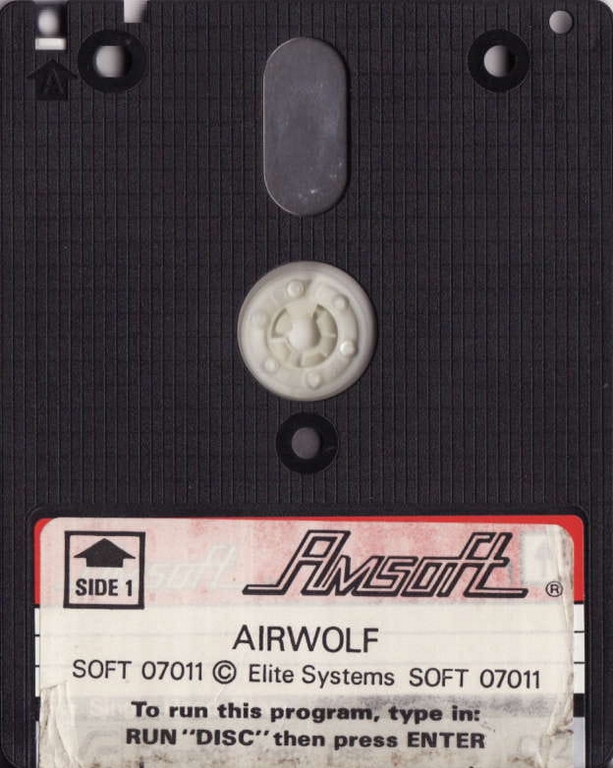 A
SIDE 1
Amsoft ®
AIRWOLF
SOFT 07011 © Elite Systems SOFT 07011
To run this program, type in:
RUN "DISC" then press ENTER